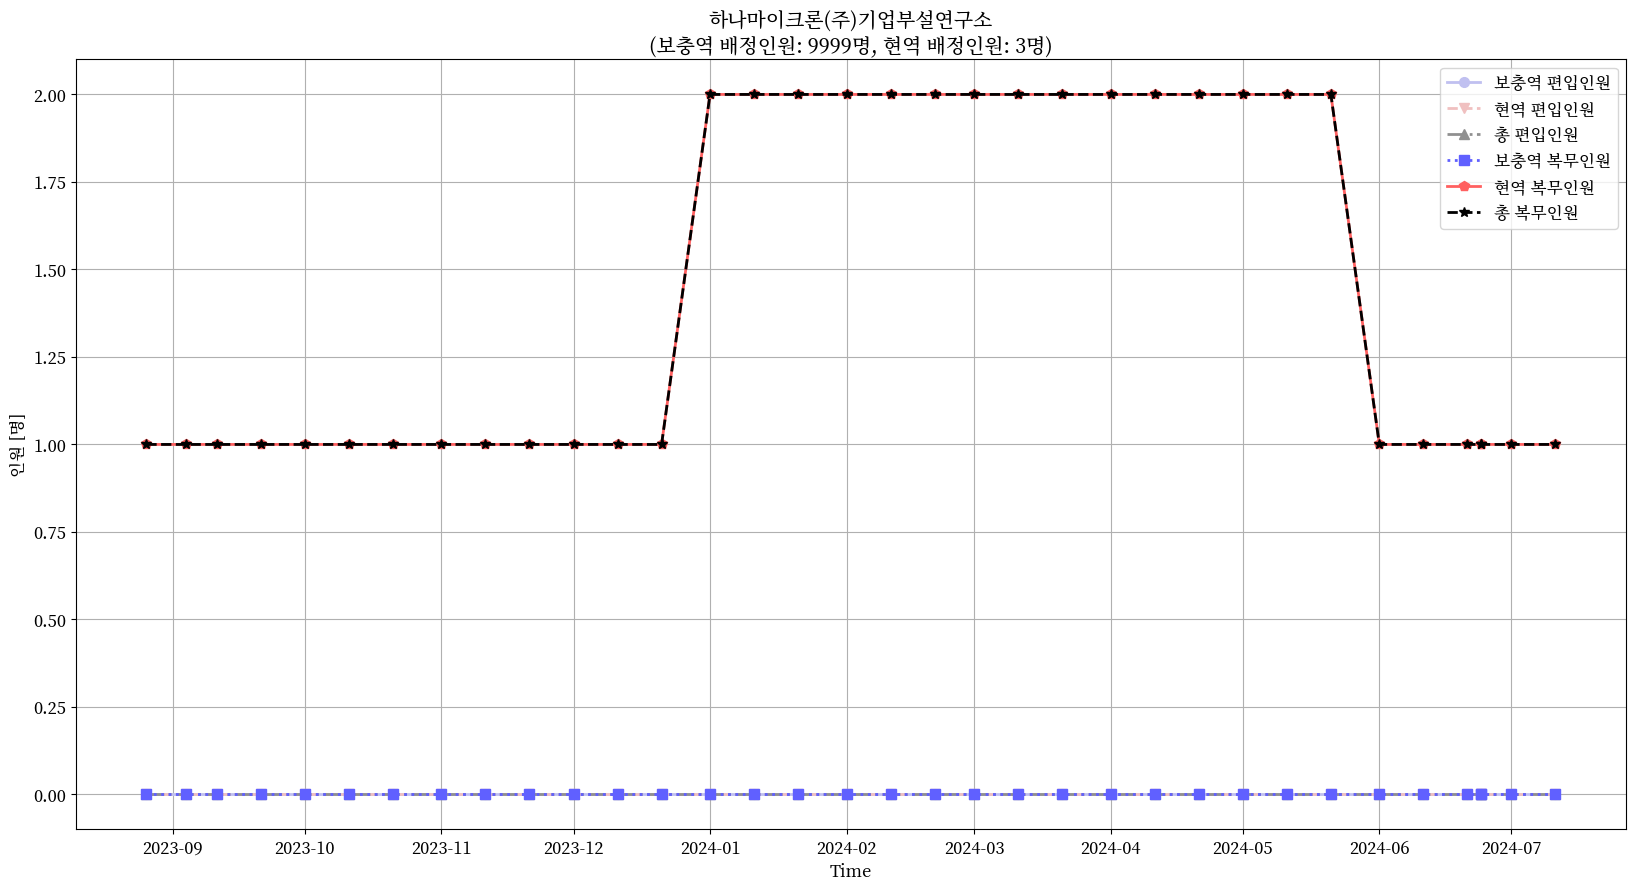 하나마이크론(주)기업부설연구소
(보충역 배정인원: 9999명, 현역 배정인원: 3명)
보충역 편입인원
현역 편입인원
총 편입인원
보충역 복무인원
현역 복무인원
총 복무인원
인원 [명]
2.00
1.75
1.50
1.25
1.00
0.75
0.50
0.25
0.00
2023-09 2023-10 2023-11 2023-12 2024-01 2024-02 2024-03 2024-04 2024-05 2024-06 2024-07
Time